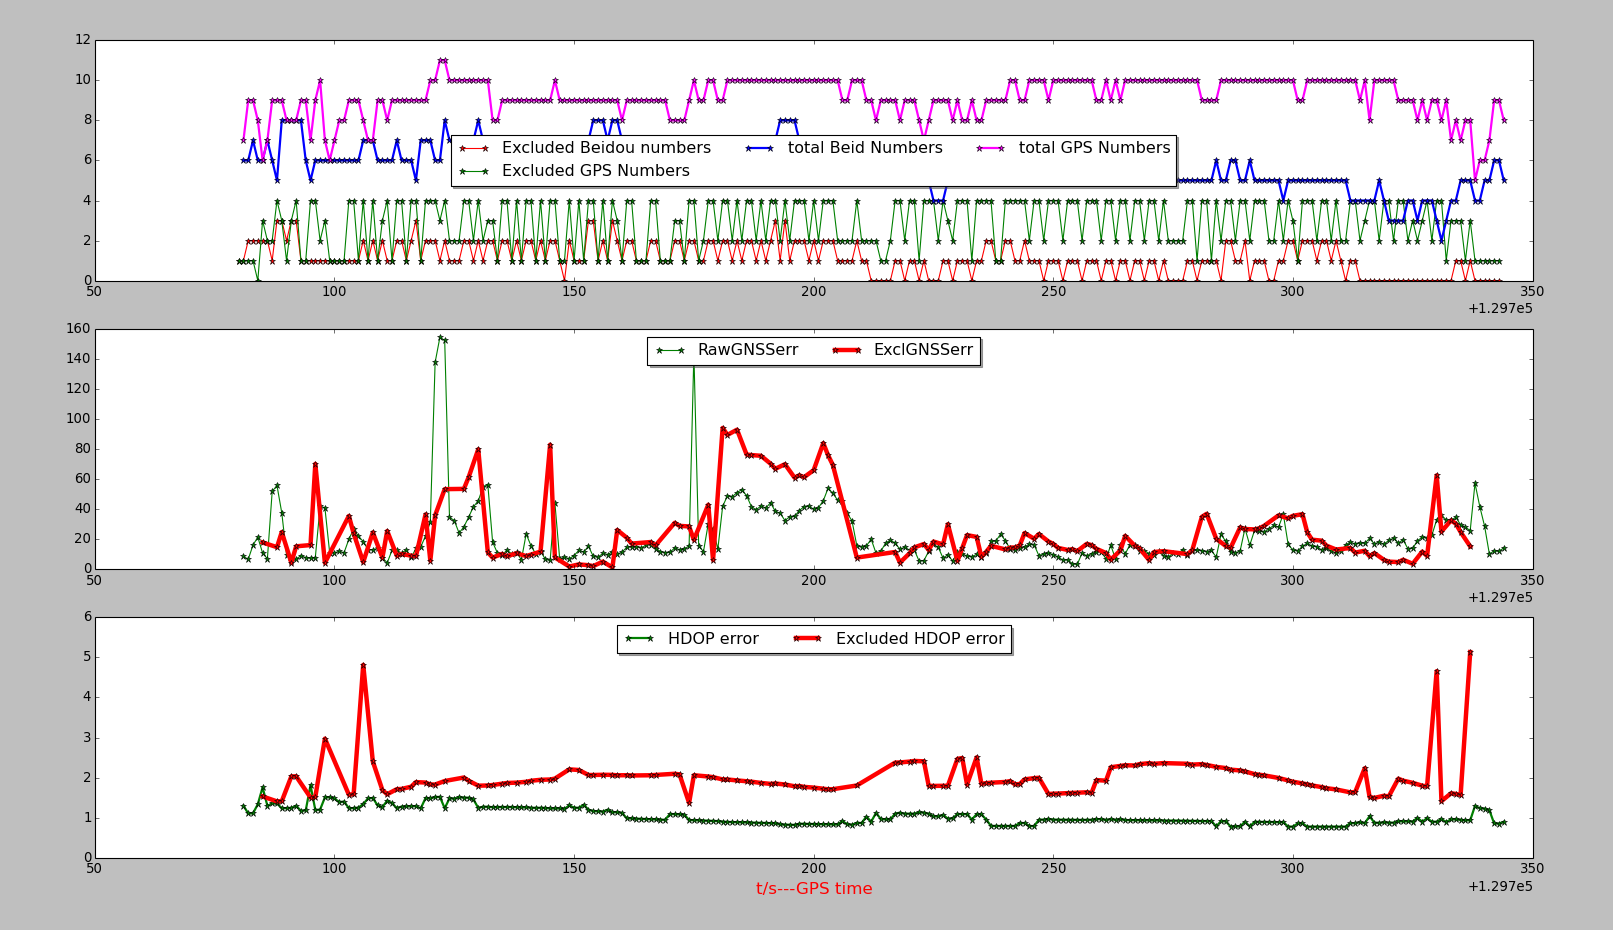 12
10
8
6
4
2
0
Excluded Beidou numbers total Beid Numbers total GPS Numbers
Excluded GPS Numbers
50 100 150 200 250 300 350
+1.297e5
160
140
120
100
80
60
40
20
0
RawGNSSerr ExclGNSSerr
50 100 150 200 250 300 350
+1.297e5
6
5
4
3
2
1
0
HDOP error Excluded HDOP error
50 100 150 200 250 300 350
t/s---GPS time
+1.297e5